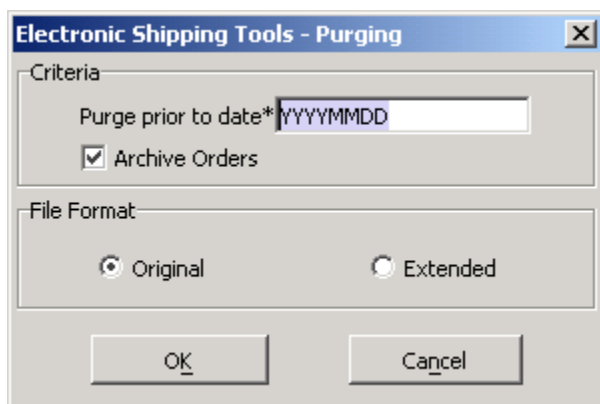 Electronic Shipping Tools - Purging
Criteria
Purge prior to date* YYYYMMDD
Archive Orders
File Format
Original Extended
OK Cancel